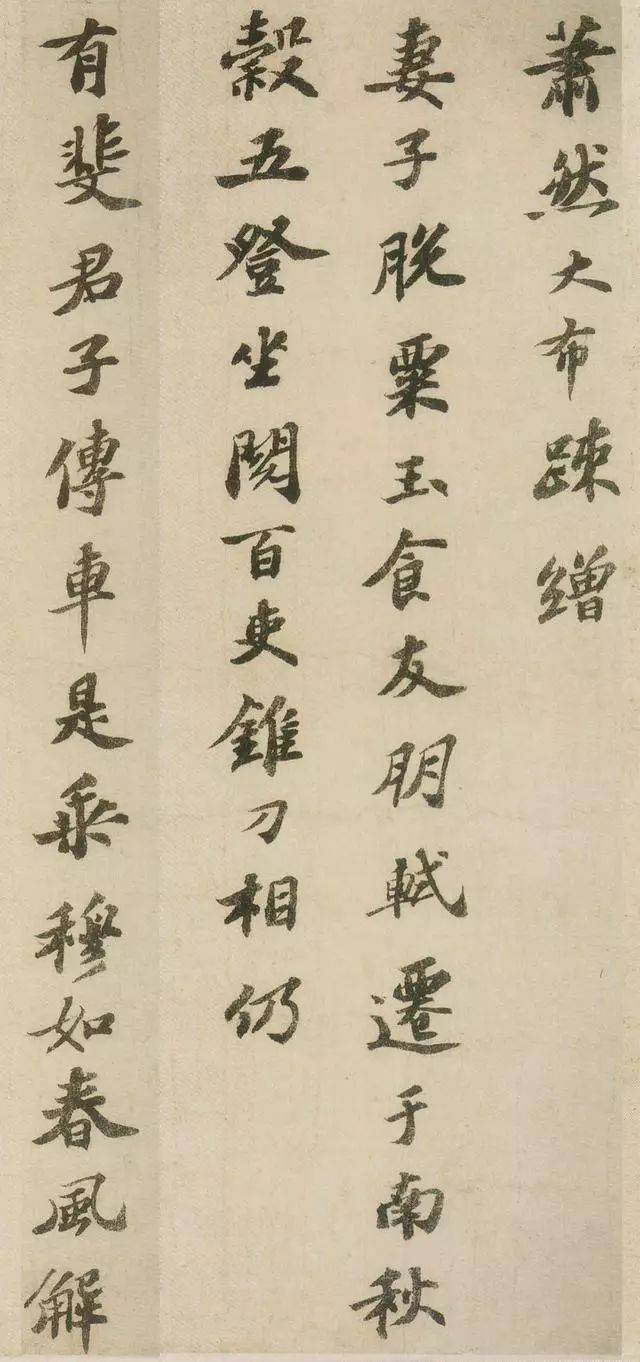 蕭然大布疎繒
妻子脫粟玉食友朋軾遷于南秋
穀五登坐閱百吏錐刀相仍
有斐君子傳車是乘穆如春風解